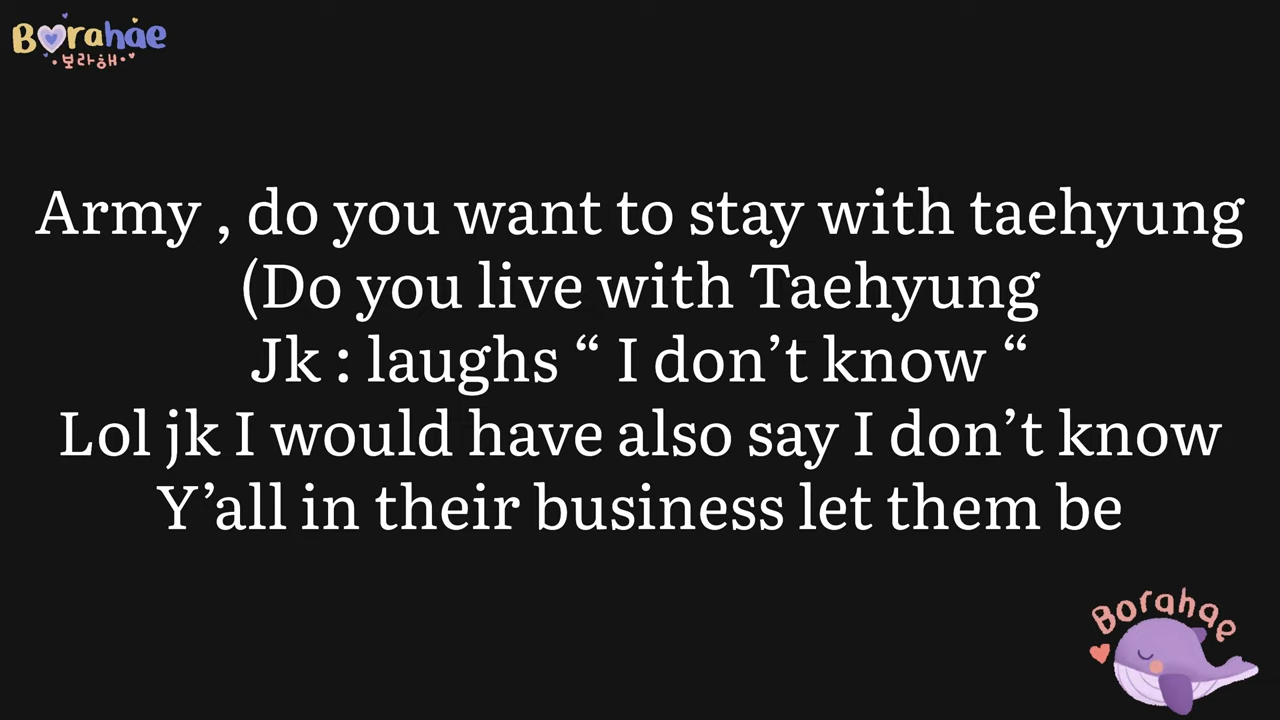 Borahae
보라해
Army , do you want to stay with taehyung
(Do you live with Taehyung
Jk : laughs “ I don’t know “
Lol jk I would have also say I don’t know
Y’all in their business let them be
Borahae